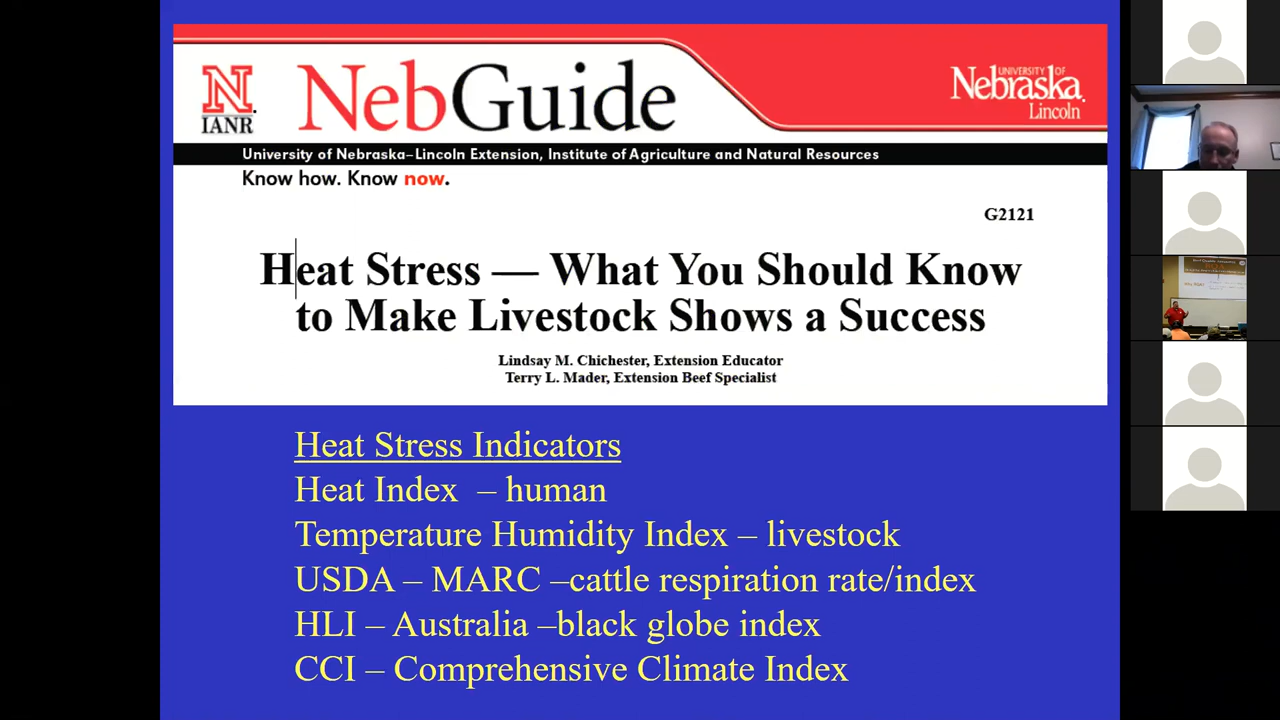 N
IANR
NebGuide
UNIVERSITY OF
Nebraska
Lincoln
University of Nebraska–Lincoln Extension, Institute of Agriculture and Natural Resources
Know how. Know now.
G2121
Heat Stress — What You Should Know
to Make Livestock Shows a Success
Lindsay M. Chichester, Extension Educator
Terry L. Mader, Extension Beef Specialist
Heat Stress Indicators
Heat Index – human
Temperature Humidity Index – livestock
USDA – MARC –cattle respiration rate/index
HLI – Australia –black globe index
CCI – Comprehensive Climate Index